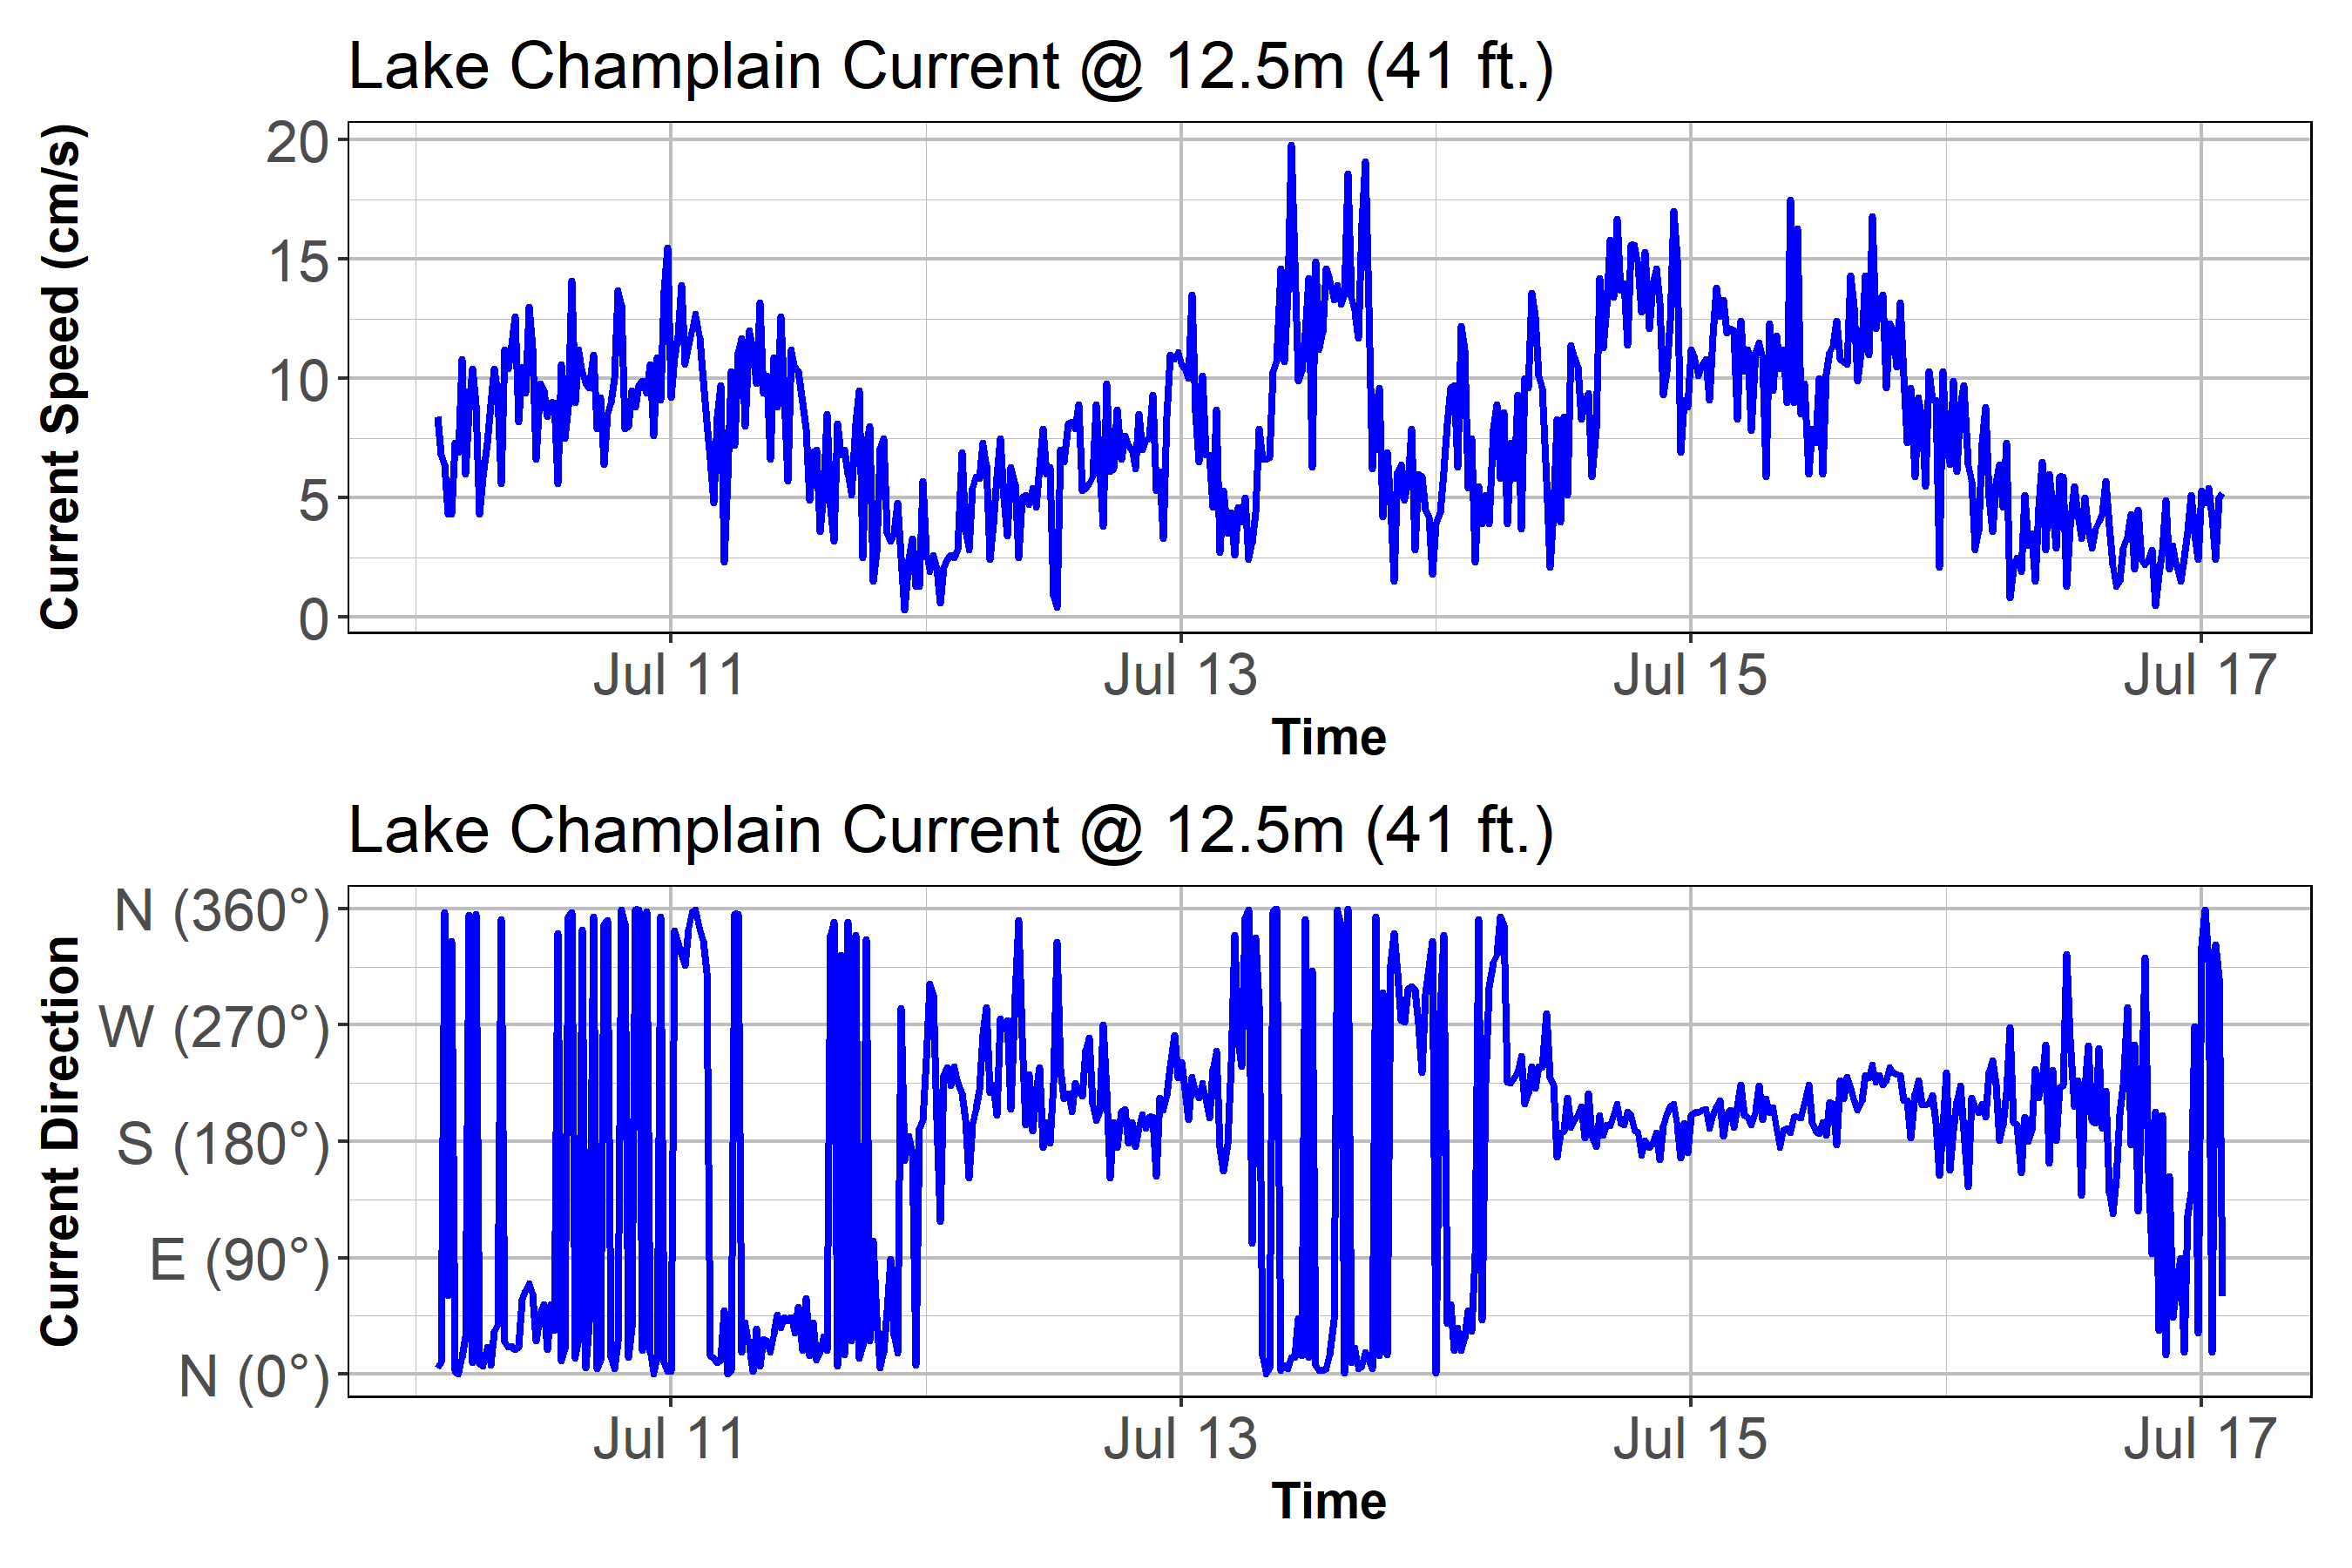 Lake Champlain Current @ 12.5m (41 ft.)
Current Speed (cm/s)
20
15
10
5
0
Jul 11 Jul 13 Jul 15 Jul 17
Time
Lake Champlain Current @ 12.5m (41 ft.)
Current Direction
N (360°)
W (270°)
S (180°)
E (90°)
N (0°)
Jul 11 Jul 13 Jul 15 Jul 17
Time